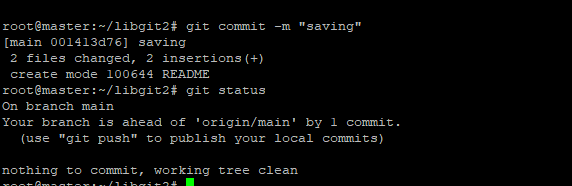 root@master:~/libgit2# git commit -m "saving"
[main 001413d76] saving
 2 files changed, 2 insertions(+)
 create mode 100644 README
root@master:~/libgit2# git status
On branch main
Your branch is ahead of 'origin/main' by 1 commit.
  (use "git push" to publish your local commits)

nothing to commit, working tree clean
root@master:~/libgit2#